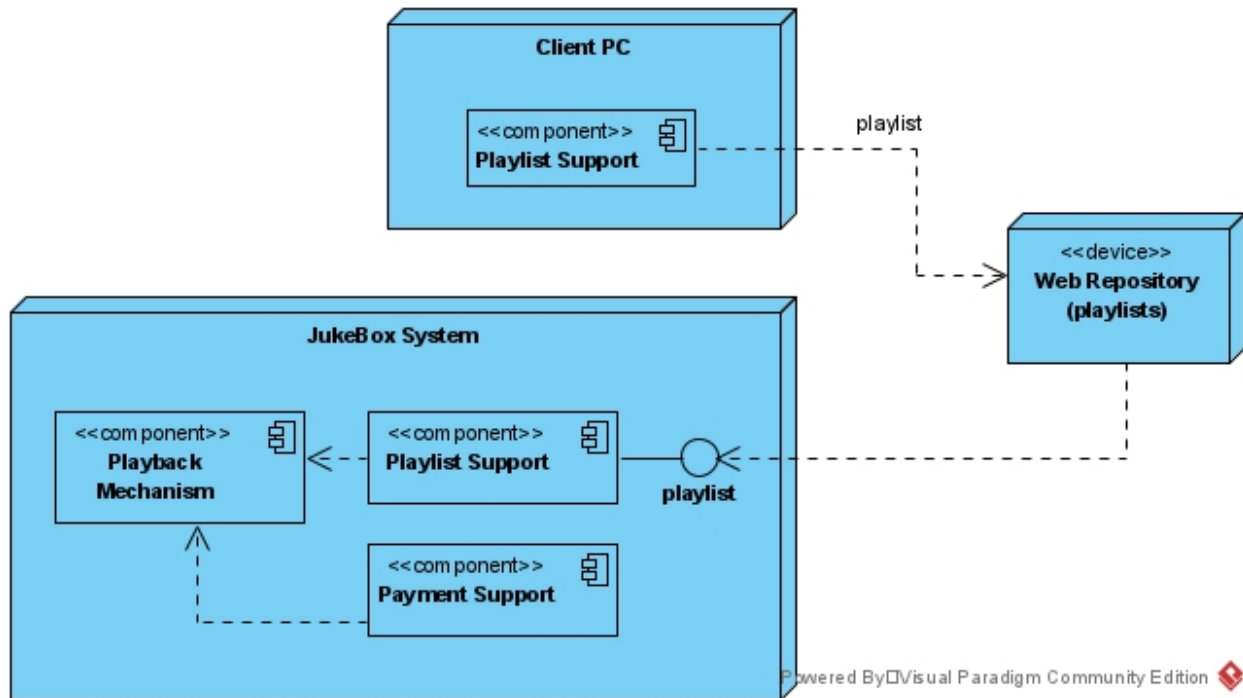 Client PC
<<component>>
Playlist Support
playlist
<<device>>
Web Repository
(playlists)
JukeBox System
<<component>>
Playback
Mechanism
<<component>>
Playlist Support
playlist
<<component>>
Payment Support
Powered By□Visual Paradigm Community Edition